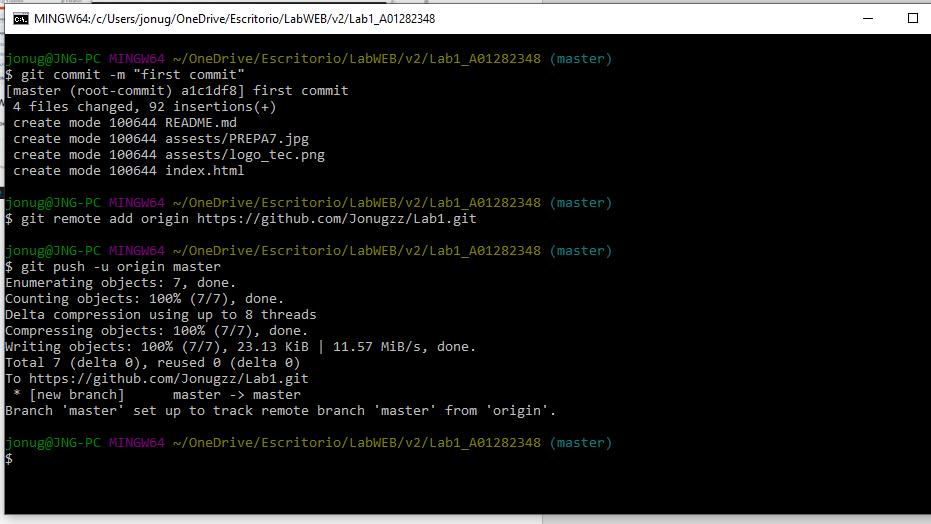 MINGW64:/c/Users/jonug/OneDrive/Escritorio/LabWEB/v2/Lab1_A01282348
jonug@JNG-PC MINGW64 ~/OneDrive/Escritorio/LabWEB/v2/Lab1_A01282348 (master)
$ git commit -m "first commit"
[master (root-commit) a1c1df8] first commit
 4 files changed, 92 insertions(+)
 create mode 100644 README.md
 create mode 100644 assests/PREPA7.jpg
 create mode 100644 assests/logo_tec.png
 create mode 100644 index.html
jonug@JNG-PC MINGW64 ~/OneDrive/Escritorio/LabWEB/v2/Lab1_A01282348 (master)
$ git remote add origin https://github.com/Jonugzz/Lab1.git
jonug@JNG-PC MINGW64 ~/OneDrive/Escritorio/LabWEB/v2/Lab1_A01282348 (master)
$ git push -u origin master
Enumerating objects: 7, done.
Counting objects: 100% (7/7), done.
Delta compression using up to 8 threads
Compressing objects: 100% (7/7), done.
Writing objects: 100% (7/7), 23.13 KiB | 11.57 MiB/s, done.
Total 7 (delta 0), reused 0 (delta 0)
To https://github.com/Jonugzz/Lab1.git
 * [new branch]      master -> master
Branch 'master' set up to track remote branch 'master' from 'origin'.
jonug@JNG-PC MINGW64 ~/OneDrive/Escritorio/LabWEB/v2/Lab1_A01282348 (master)
$